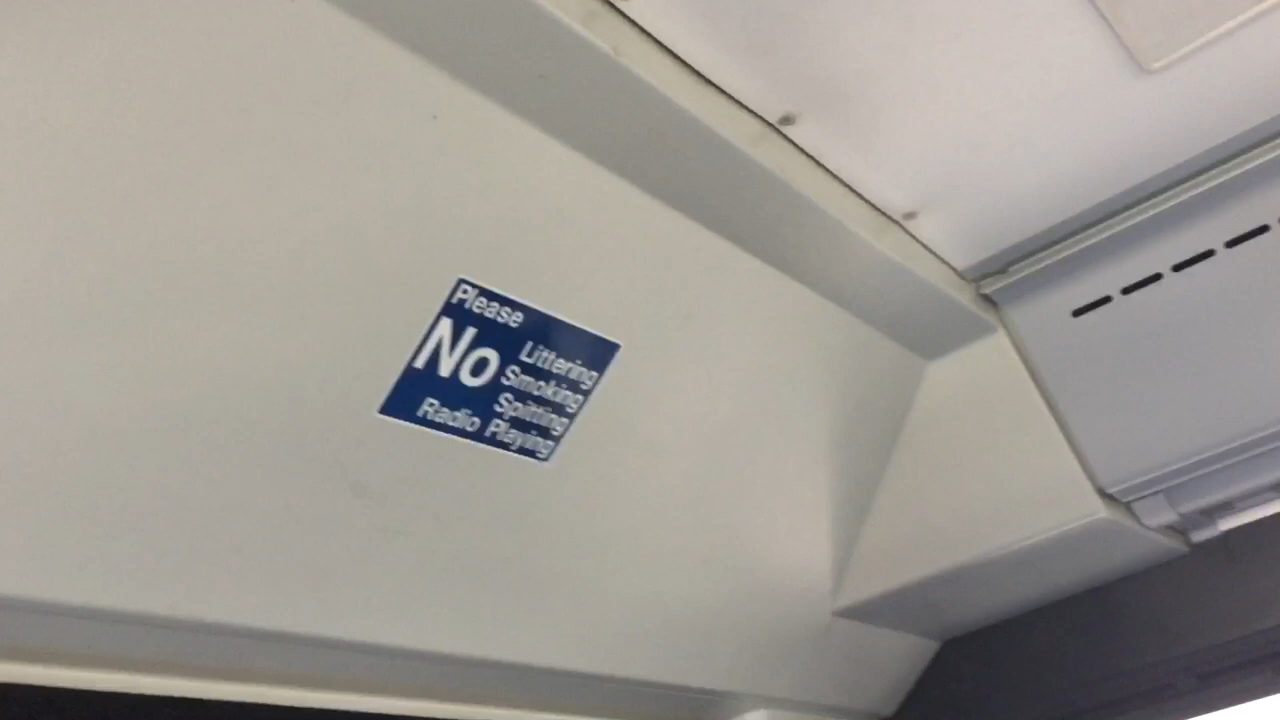 Please
No Littering
Smoking
Spitting
Radio Playing